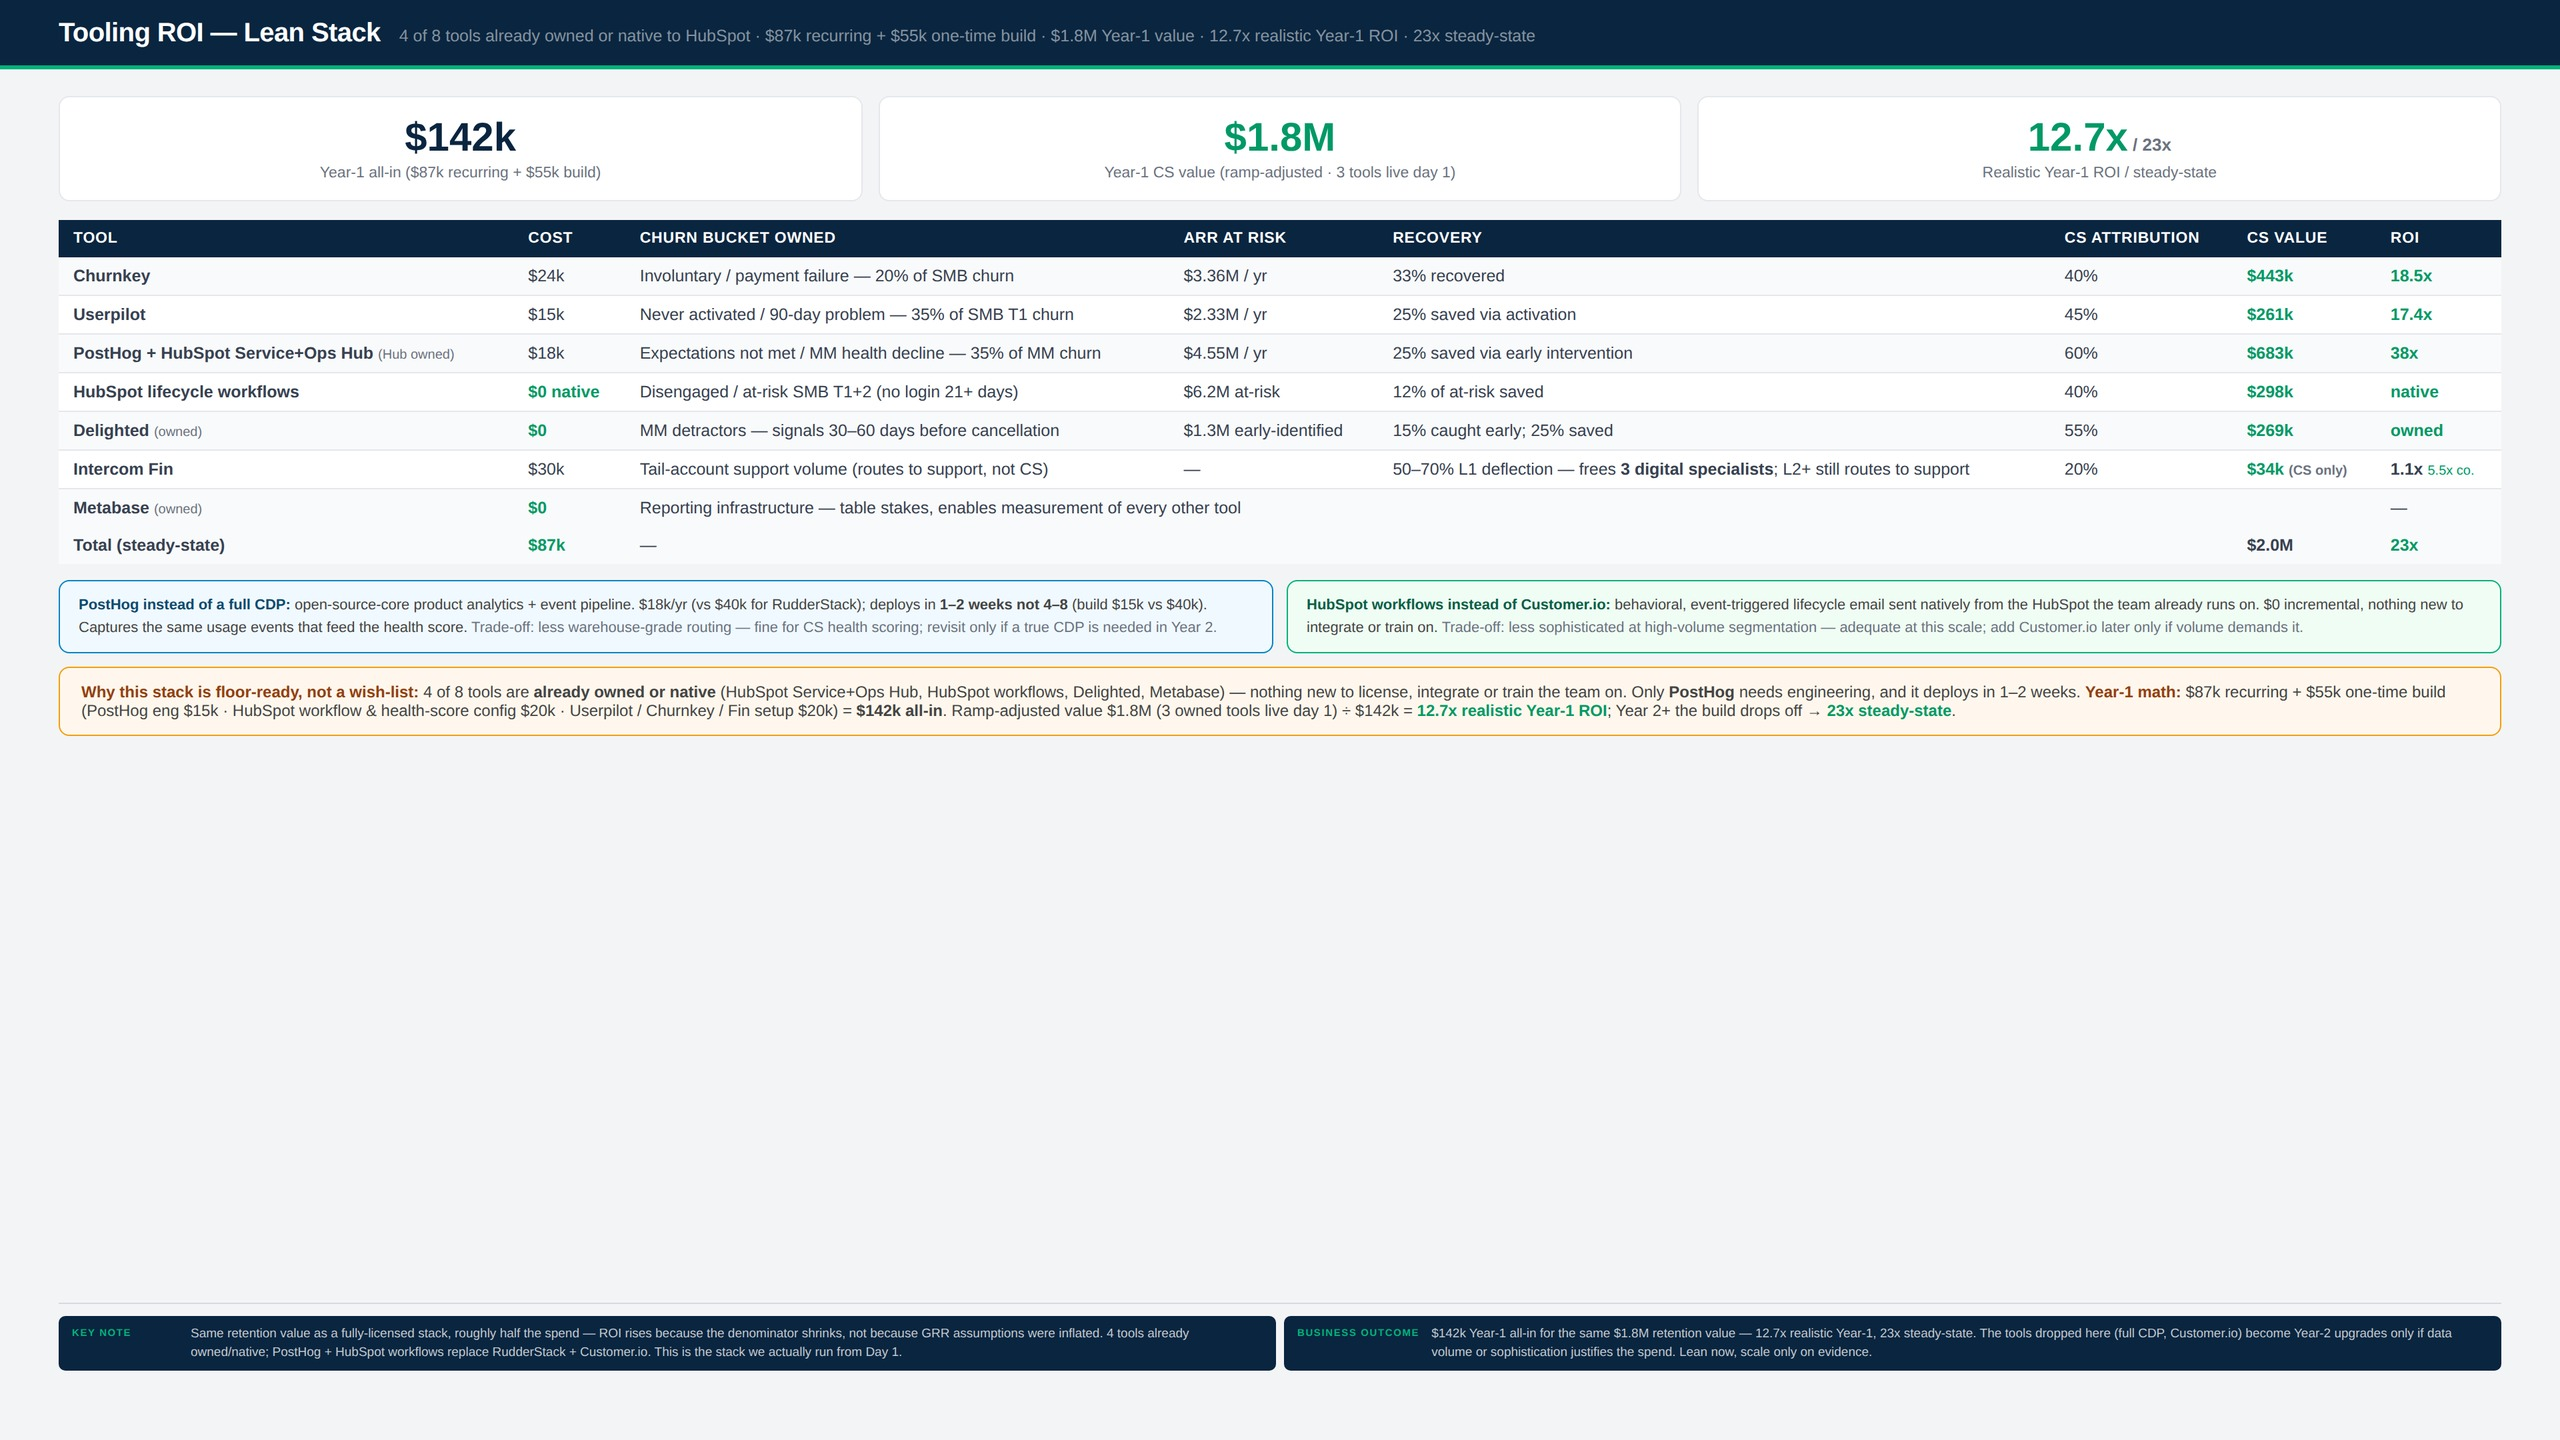 Tooling ROI — Lean Stack 4 of 8 tools already owned or native to HubSpot · $87k recurring + $55k one-time build · $1.8M Year-1 value · 12.7x realistic Year-1 ROI · 23x steady-state
$142k
Year-1 all-in ($87k recurring + $55k build)
$1.8M
Year-1 CS value (ramp-adjusted · 3 tools live day 1)
12.7x / 23x
Realistic Year-1 ROI / steady-state
TOOL COST CHURN BUCKET OWNED ARR AT RISK RECOVERY CS ATTRIBUTION CS VALUE ROI
Churnkey $24k Involuntary / payment failure — 20% of SMB churn $3.36M / yr 33% recovered 40% $443k 18.5x
Userpilot $15k Never activated / 90-day problem — 35% of SMB T1 churn $2.33M / yr 25% saved via activation 45% $261k 17.4x
PostHog + HubSpot Service+Ops Hub (Hub owned) $18k Expectations not met / MM health decline — 35% of MM churn $4.55M / yr 25% saved via early intervention 60% $683k 38x
HubSpot lifecycle workflows $0 native Disengaged / at-risk SMB T1+2 (no login 21+ days) $6.2M at-risk 12% of at-risk saved 40% $298k native
Delighted (owned) $0 MM detractors — signals 30–60 days before cancellation $1.3M early-identified 15% caught early; 25% saved 55% $269k owned
Intercom Fin $30k Tail-account support volume (routes to support, not CS) — 50–70% L1 deflection — frees 3 digital specialists; L2+ still routes to support 20% $34k (CS only) 1.1x 5.5x co.
Metabase (owned) $0 Reporting infrastructure — table stakes, enables measurement of every other tool —
Total (steady-state) $87k — $2.0M 23x
PostHog instead of a full CDP: open-source-core product analytics + event pipeline. $18k/yr (vs $40k for RudderStack); deploys in 1–2 weeks not 4–8 (build $15k vs $40k).
Captures the same usage events that feed the health score. Trade-off: less warehouse-grade routing — fine for CS health scoring; revisit only if a true CDP is needed in Year 2.
HubSpot workflows instead of Customer.io: behavioral, event-triggered lifecycle email sent natively from the HubSpot the team already runs on. $0 incremental, nothing new to
integrate or train on. Trade-off: less sophisticated at high-volume segmentation — adequate at this scale; add Customer.io later only if volume demands it.
Why this stack is floor-ready, not a wish-list: 4 of 8 tools are already owned or native (HubSpot Service+Ops Hub, HubSpot workflows, Delighted, Metabase) — nothing new to license, integrate or train the team on. Only PostHog needs engineering, and it deploys in 1–2 weeks. Year-1 math: $87k recurring + $55k one-time build
(PostHog eng $15k · HubSpot workflow & health-score config $20k · Userpilot / Churnkey / Fin setup $20k) = $142k all-in. Ramp-adjusted value $1.8M (3 owned tools live day 1) ÷ $142k = 12.7x realistic Year-1 ROI; Year 2+ the build drops off → 23x steady-state.
KEY NOTE Same retention value as a fully-licensed stack, roughly half the spend — ROI rises because the denominator shrinks, not because GRR assumptions were inflated. 4 tools already
owned/native; PostHog + HubSpot workflows replace RudderStack + Customer.io. This is the stack we actually run from Day 1.
BUSINESS OUTCOME $142k Year-1 all-in for the same $1.8M retention value — 12.7x realistic Year-1, 23x steady-state. The tools dropped here (full CDP, Customer.io) become Year-2 upgrades only if data
volume or sophistication justifies the spend. Lean now, scale only on evidence.